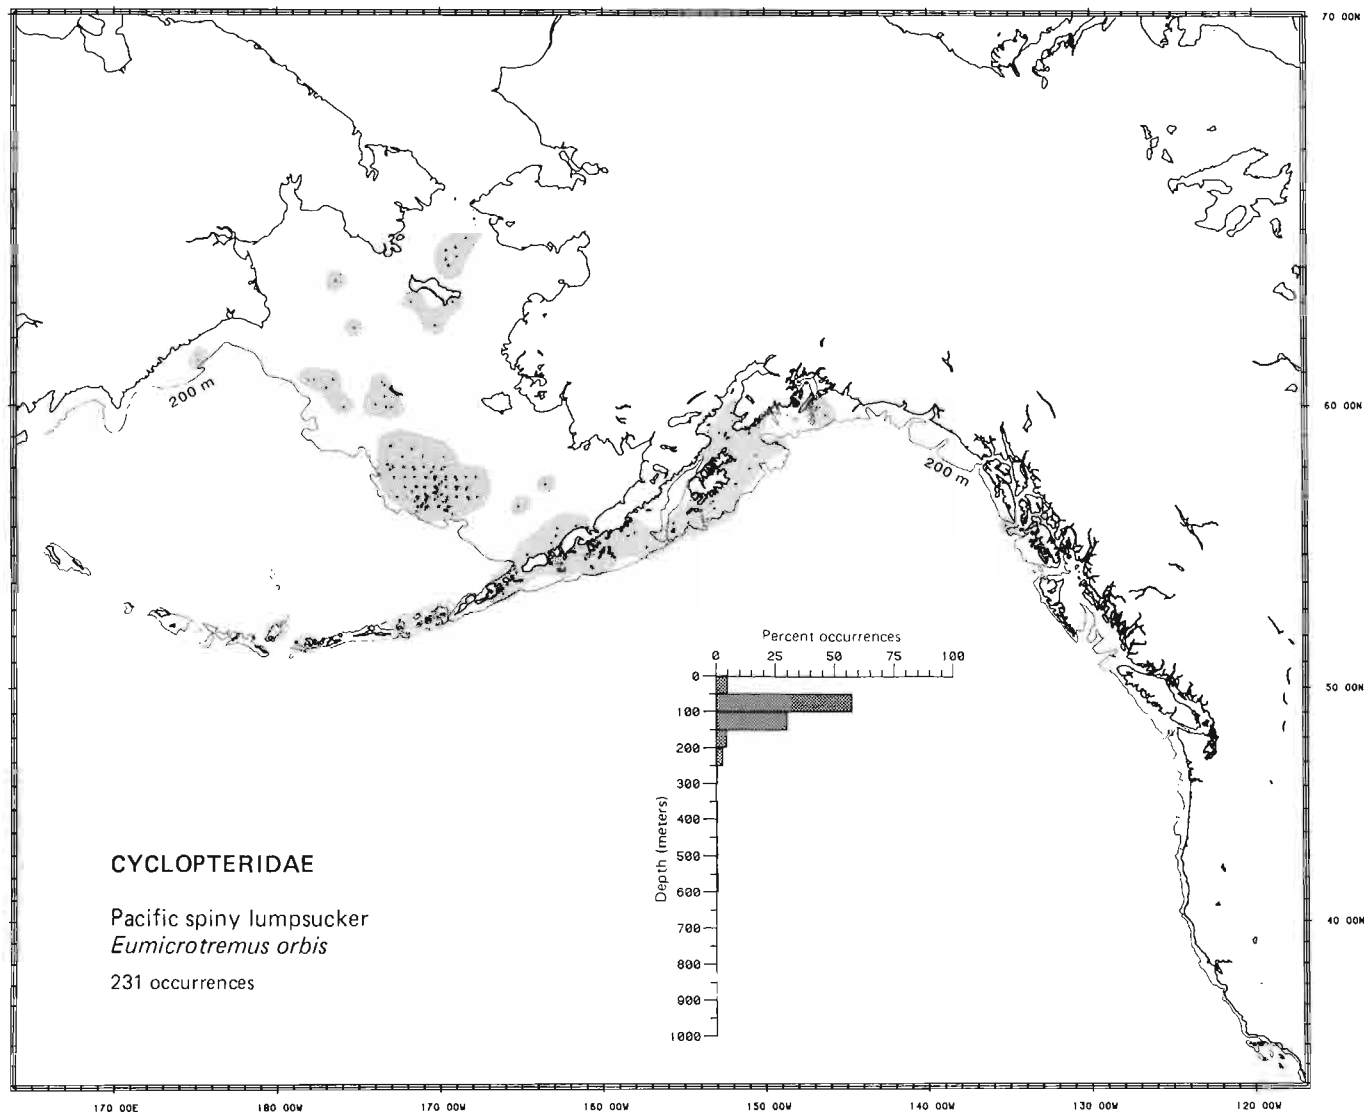 70 00N
200 m
60 00N
200 m
Percent occurrences
0 25 50 75 100
0
100
200
300
400
500
600
700
800
900
1000
Depth (meters)
50 00N
40 00N
CYCLOPTERIDAE
Pacific spiny lumpsucker
Eumicrotremus orbis
231 occurrences
170 00E 180 00W 170 00W 160 00W 150 00W 140 00W 130 00W 120 00W